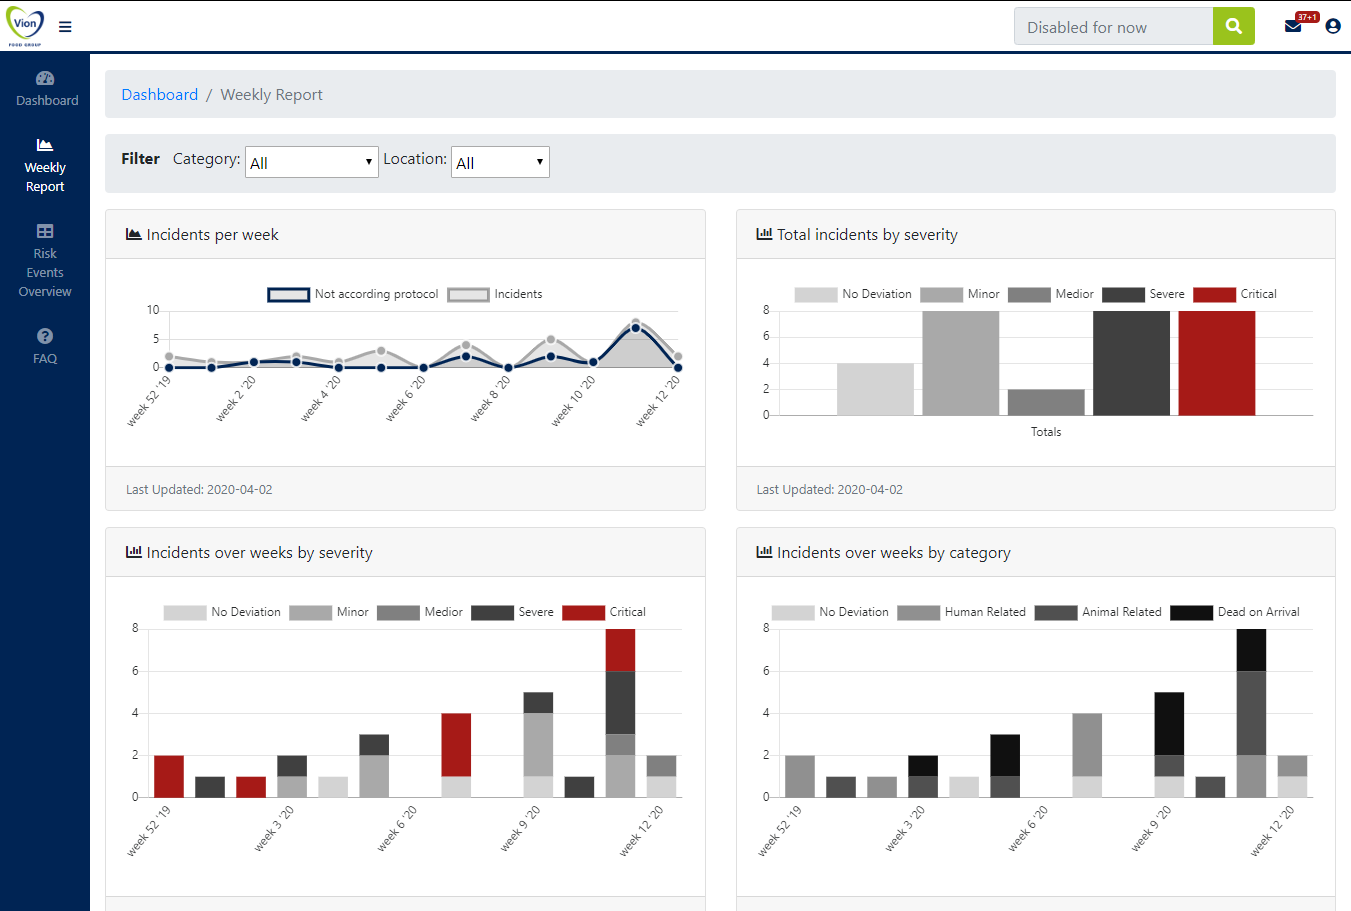 Vion
FOOD GROUP
Disabled for now
37+1
Dashboard
Weekly
Report
Risk
Events
Overview
FAQ
Dashboard / Weekly Report
Filter Category: All Location: All
Incidents per week
Not according protocol Incidents
10
5
0
week 52 '19 week 2 '20 week 4 '20 week 6 '20 week 8 '20 week 10 '20 week 12 '20
Last Updated: 2020-04-02
Total incidents by severity
No Deviation Minor Medior Severe Critical
8
6
4
2
0
Totals
Last Updated: 2020-04-02
Incidents over weeks by severity
No Deviation Minor Medior Severe Critical
8
6
4
2
0
week 52 '19 week 3 '20 week 6 '20 week 9 '20 week 12 '20
Incidents over weeks by category
No Deviation Human Related Animal Related Dead on Arrival
8
6
4
2
0
week 52 '19 week 3 '20 week 6 '20 week 9 '20 week 12 '20